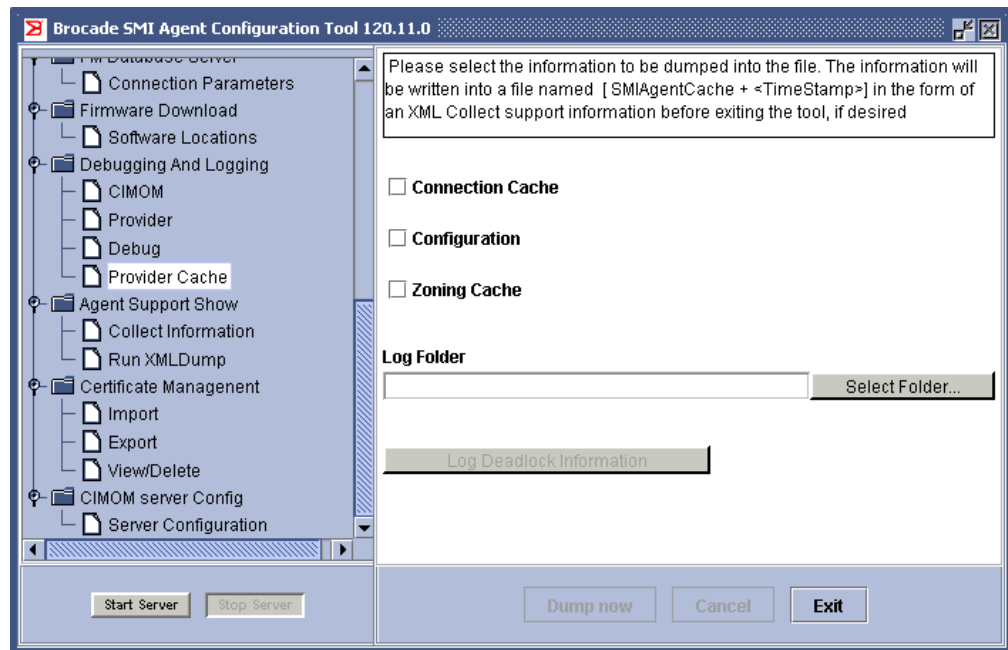 Brocade SMI Agent Configuration Tool 120.11.0
FM Database Server
Connection Parameters
Firmware Download
Software Locations
Debugging And Logging
CIMOM
Provider
Debug
Provider Cache
Agent Support Show
Collect Information
Run XMLDump
Certificate Managenent
Import
Export
View/Delete
CIMOM server Config
Server Configuration
Start Server
Stop Server
Please select the information to be dumped into the file. The information will
be written into a file named [ SMIAgentCache + <TimeStamp>] in the form of
an XML Collect support information before exiting the tool, if desired
Connection Cache
Configuration
Zoning Cache
Log Folder
Select Folder...
Log Deadlock Information
Dump now
Cancel
Exit